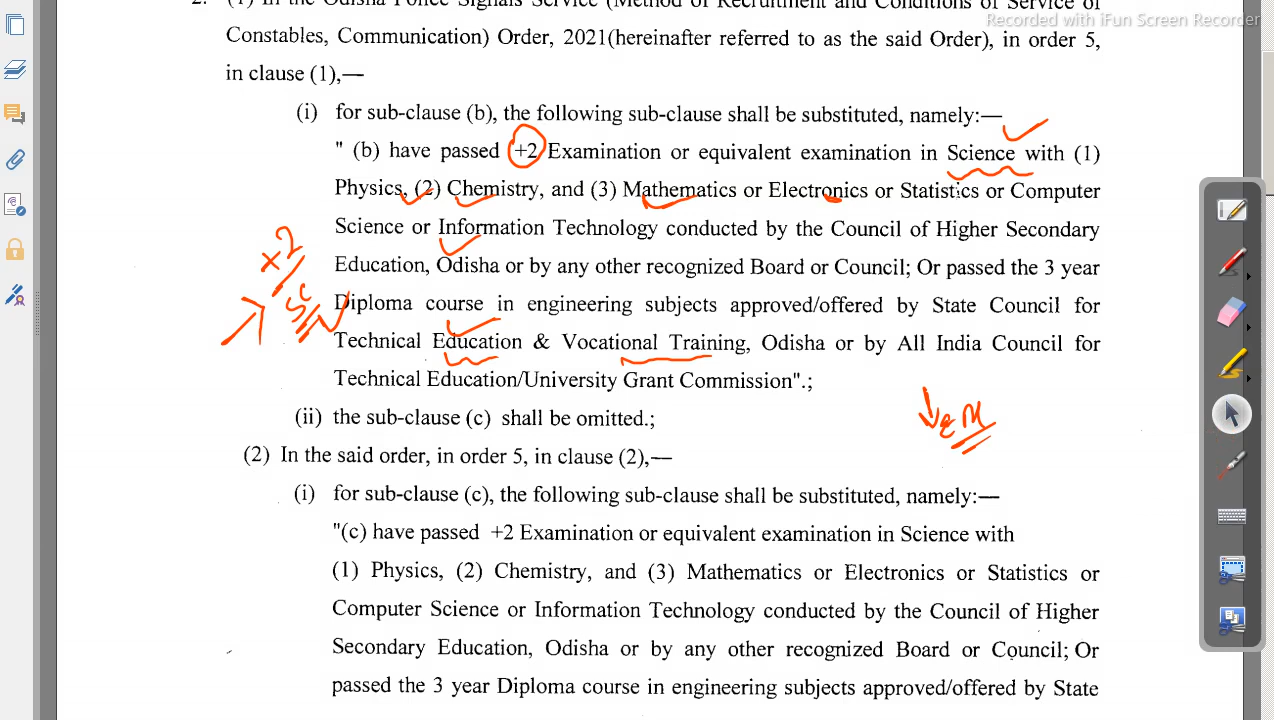 2. (1) In the Odisha Police Signals Service (Method of Recruitment and Conditions of Service of
Recorded with iFun Screen Recorder
Constables, Communication) Order, 2021(hereinafter referred to as the said Order), in order 5,
in clause (1),—
(i) for sub-clause (b), the following sub-clause shall be substituted, namely:—
" (b) have passed +2 Examination or equivalent examination in Science with (1)
Physics, (2) Chemistry, and (3) Mathematics or Electronics or Statistics or Computer
Science or Information Technology conducted by the Council of Higher Secondary
+2
Education, Odisha or by any other recognized Board or Council; Or passed the 3 year
Sc
Diploma course in engineering subjects approved/offered by State Council for
Technical Education & Vocational Training, Odisha or by All India Council for
Technical Education/University Grant Commission".;
(ii) the sub-clause (c) shall be omitted.;
(2) In the said order, in order 5, in clause (2),—
(i) for sub-clause (c), the following sub-clause shall be substituted, namely:—
"(c) have passed +2 Examination or equivalent examination in Science with
(1) Physics, (2) Chemistry, and (3) Mathematics or Electronics or Statistics or
Computer Science or Information Technology conducted by the Council of Higher
Secondary Education, Odisha or by any other recognized Board or Council; Or
passed the 3 year Diploma course in engineering subjects approved/offered by State